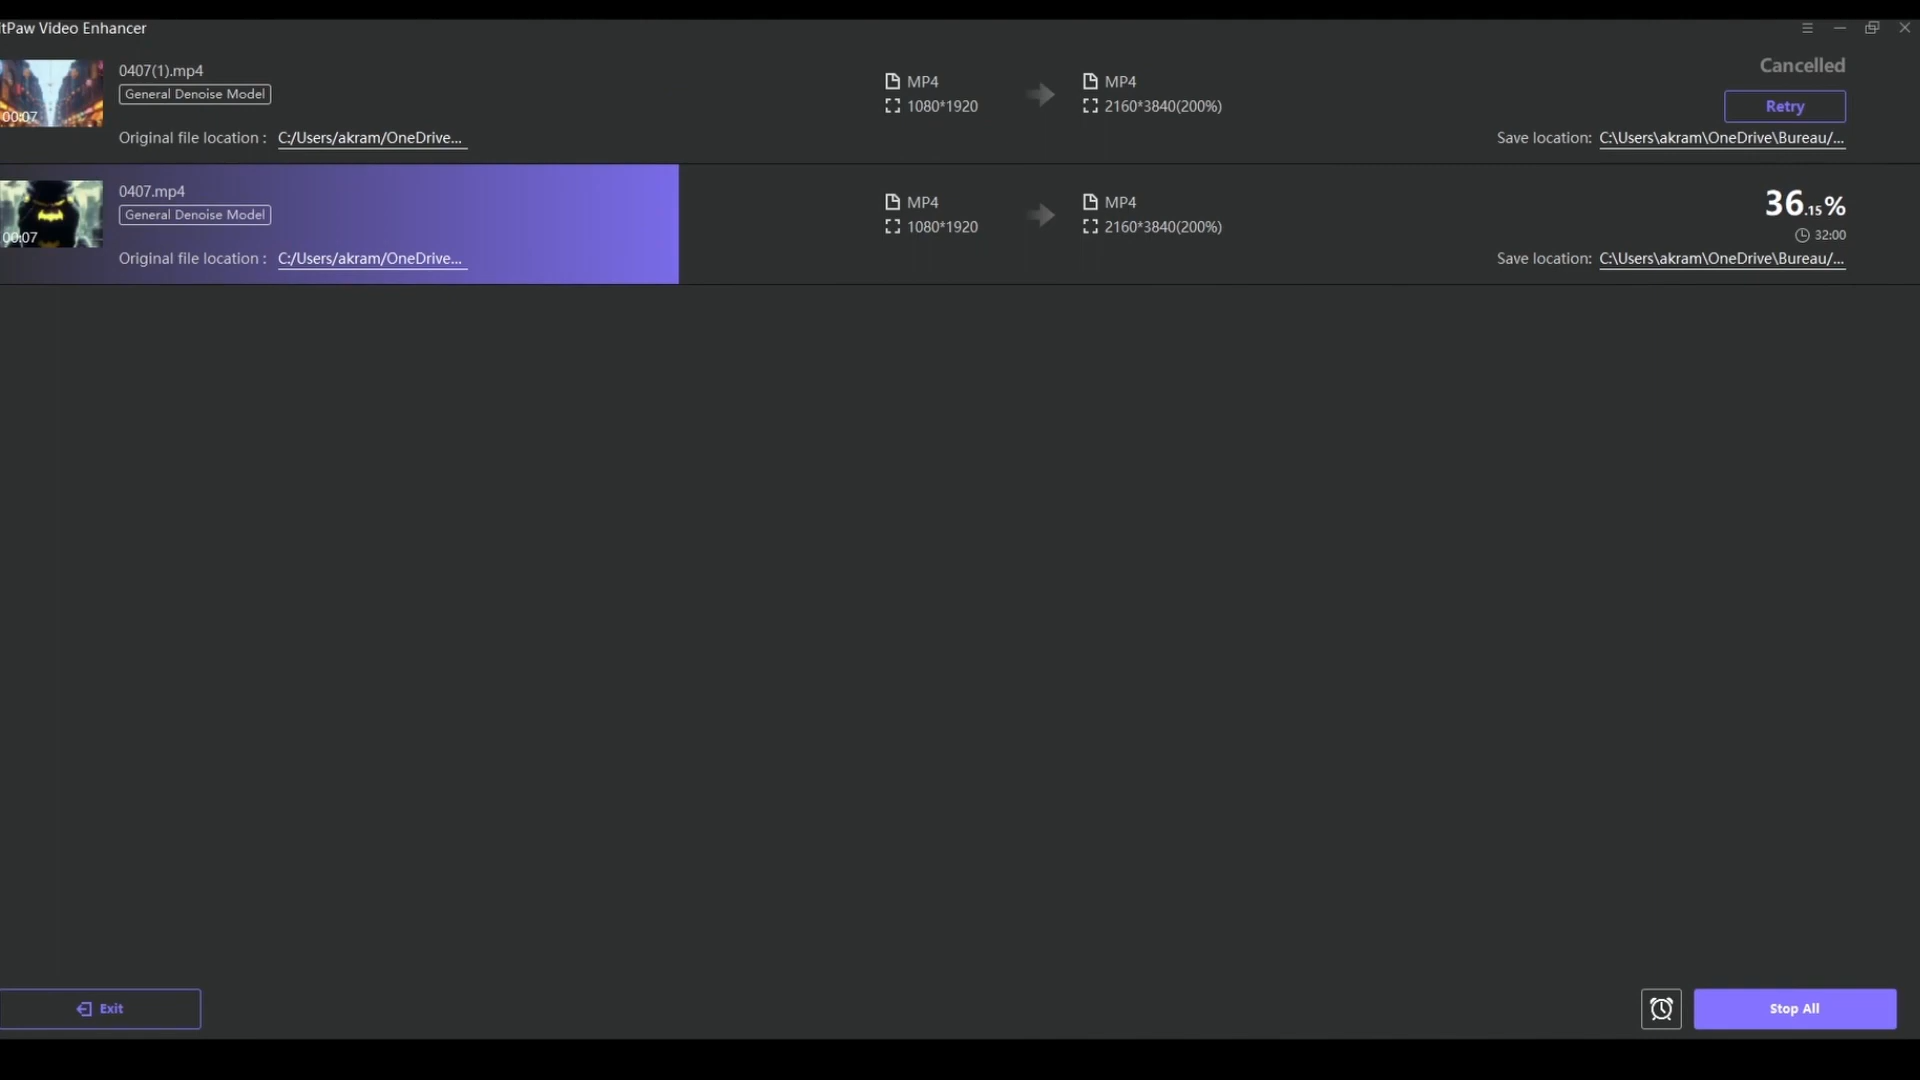 tPaw Video Enhancer
0407(1).mp4
General Denoise Model
00:07
Original file location : C:/Users/akram/OneDrive...
MP4
1080*1920
MP4
2160*3840(200%)
Cancelled
Retry
Save location: C:\Users\akram\OneDrive\Bureau/...
0407.mp4
General Denoise Model
00:07
Original file location : C:/Users/akram/OneDrive...
MP4
1080*1920
MP4
2160*3840(200%)
36.15%
32:00
Save location: C:\Users\akram\OneDrive\Bureau/...
Exit
Stop All